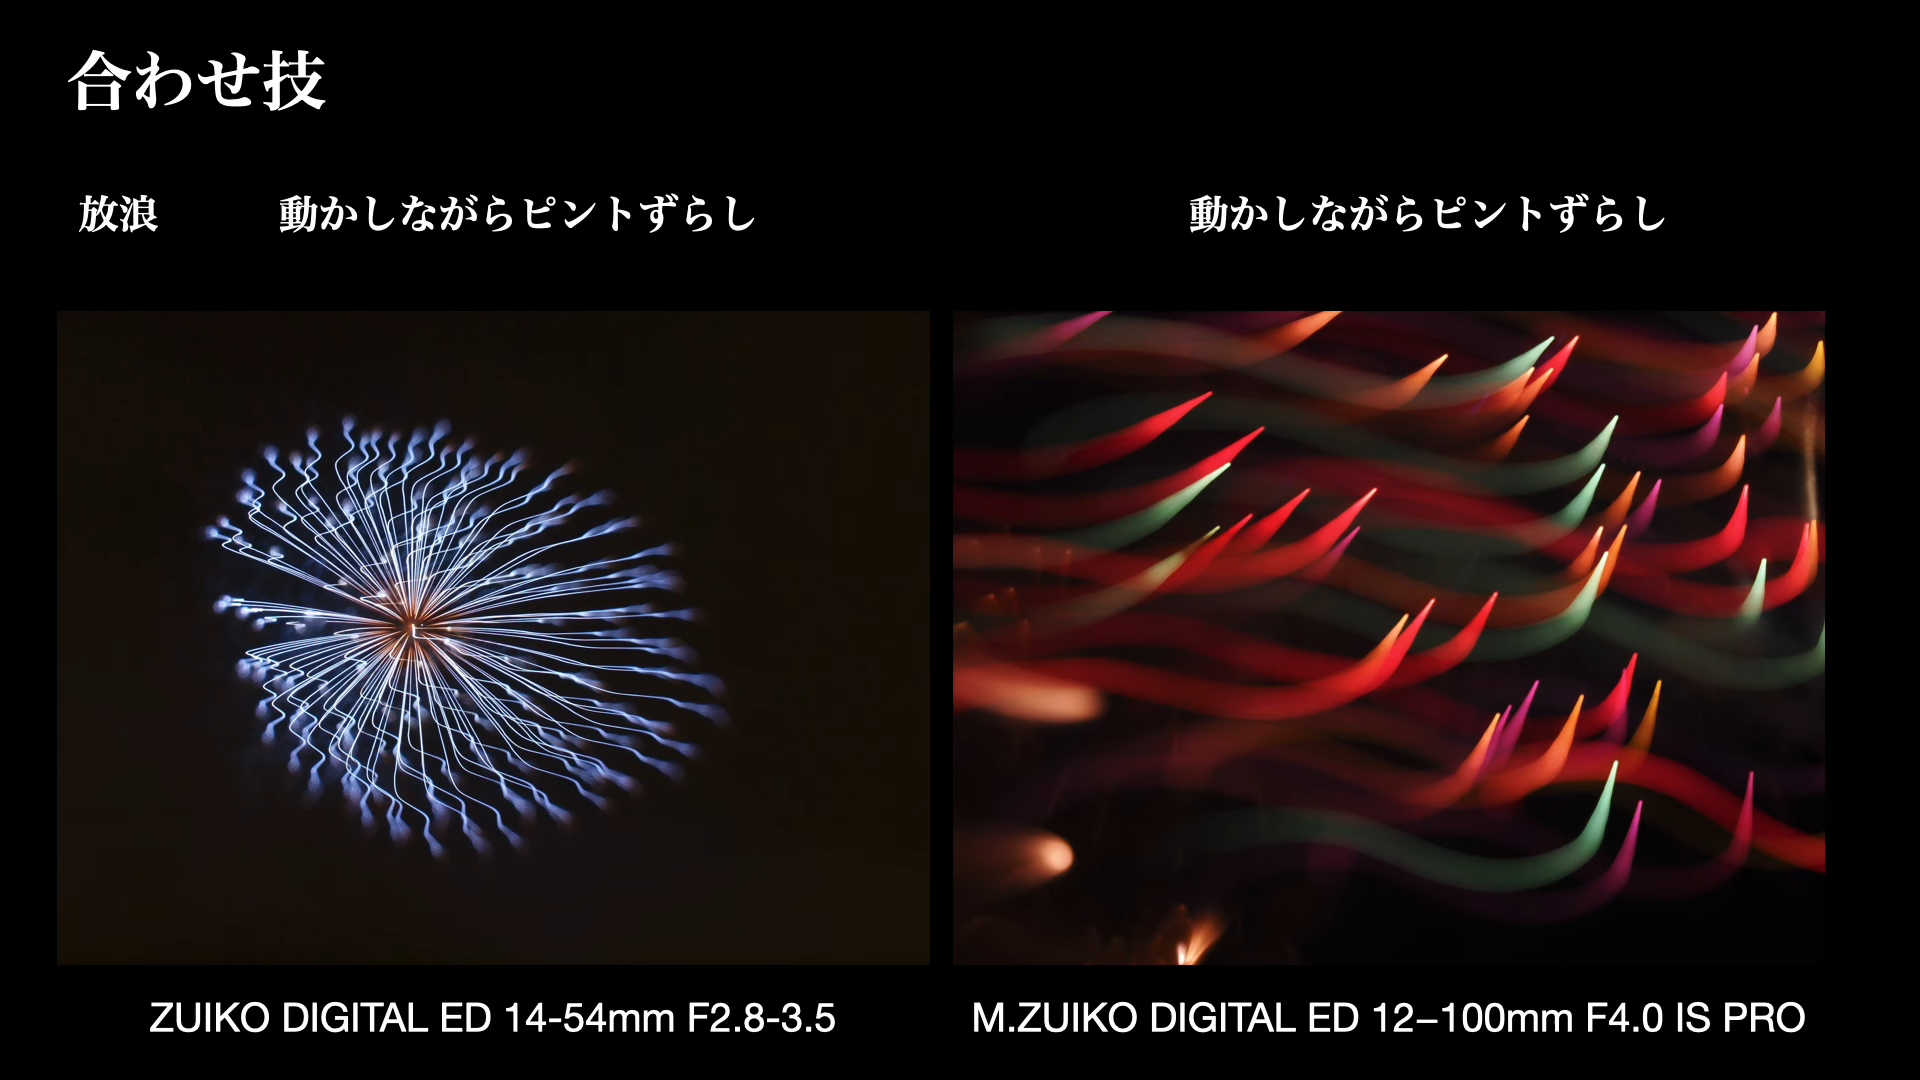 合わせ技
放浪 動かしながらピントずらし
動かしながらピントずらし
ZUIKO DIGITAL ED 14-54mm F2.8-3.5
M.ZUIKO DIGITAL ED 12–100mm F4.0 IS PRO